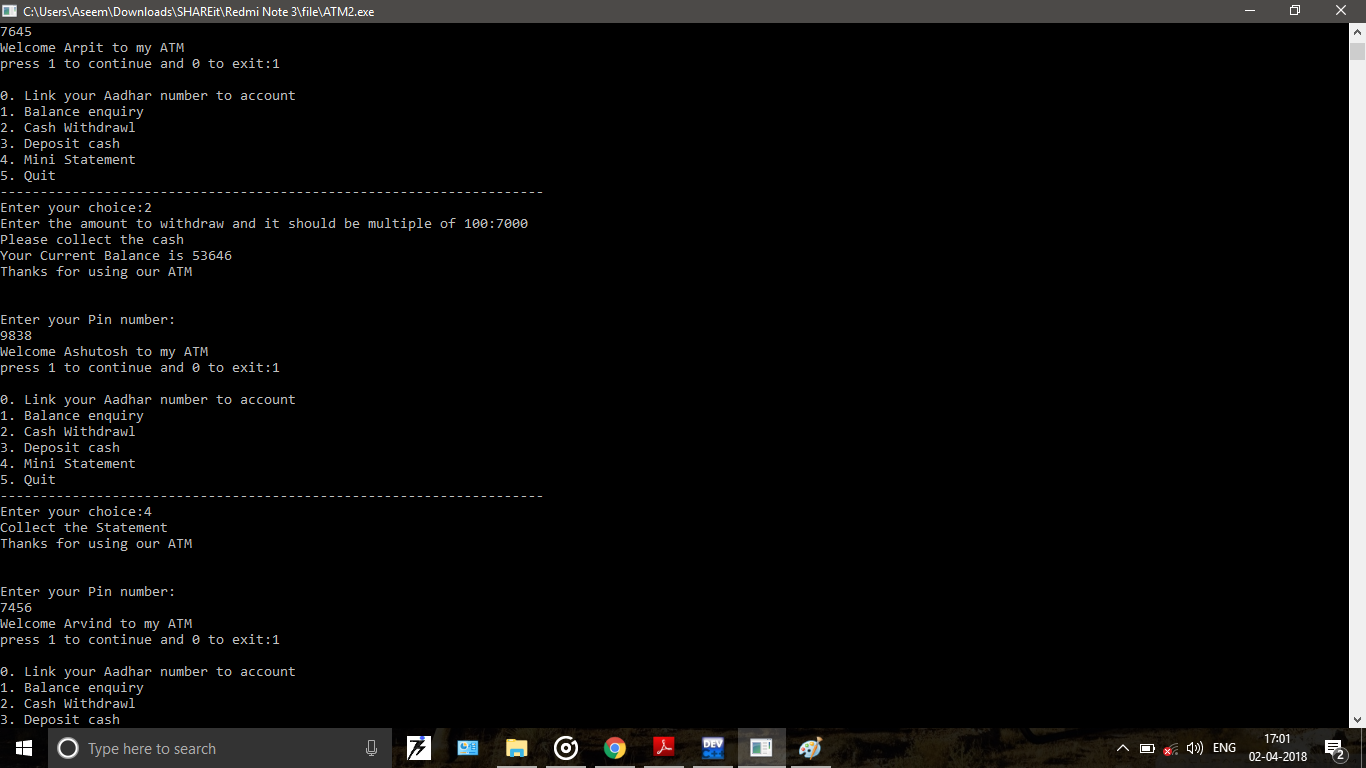 C:\Users\Aseem\Downloads\SHAREit\Redmi Note 3\file\ATM2.exe
7645
Welcome Arpit to my ATM
press 1 to continue and 0 to exit:1
0. Link your Aadhar number to account
1. Balance enquiry
2. Cash Withdrawl
3. Deposit cash
4. Mini Statement
5. Quit
--------------------------------------------------------------------
Enter your choice:2
Enter the amount to withdraw and it should be multiple of 100:7000
Please collect the cash
Your Current Balance is 53646
Thanks for using our ATM
Enter your Pin number:
9838
Welcome Ashutosh to my ATM
press 1 to continue and 0 to exit:1
0. Link your Aadhar number to account
1. Balance enquiry
2. Cash Withdrawl
3. Deposit cash
4. Mini Statement
5. Quit
--------------------------------------------------------------------
Enter your choice:4
Collect the Statement
Thanks for using our ATM
Enter your Pin number:
7456
Welcome Arvind to my ATM
press 1 to continue and 0 to exit:1
0. Link your Aadhar number to account
1. Balance enquiry
2. Cash Withdrawl
3. Deposit cash
Type here to search
DEV
ENG
17:01
02-04-2018
2